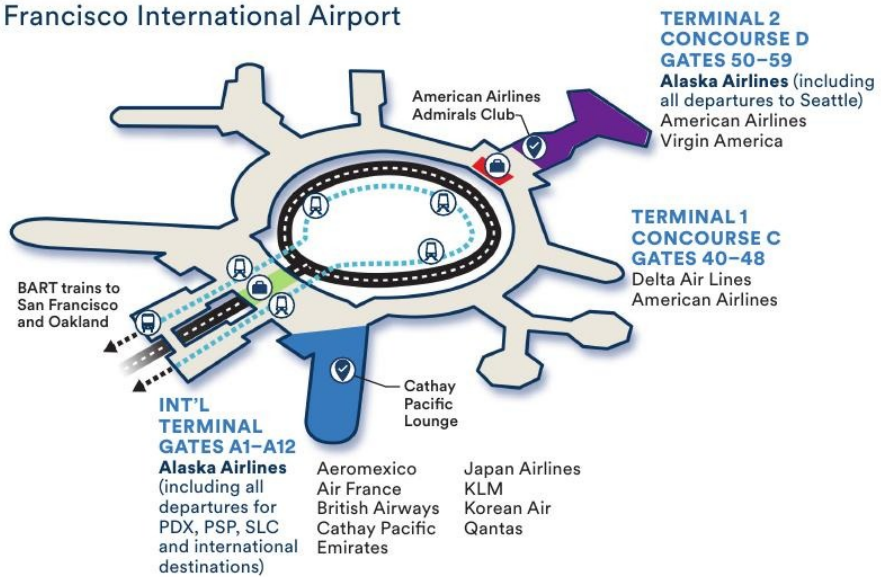 Francisco International Airport
TERMINAL 2
CONCOURSE D
GATES 50–59
Alaska Airlines (including
all departures to Seattle)
American Airlines
Virgin America
American Airlines
Admirals Club
TERMINAL 1
CONCOURSE C
GATES 40–48
Delta Air Lines
American Airlines
BART trains to
San Francisco
and Oakland
Cathay
Pacific
Lounge
INT'L
TERMINAL
GATES A1–A12
Alaska Airlines
(including all
departures for
PDX, PSP, SLC
and international
destinations)
Aeromexico
Air France
British Airways
Cathay Pacific
Emirates
Japan Airlines
KLM
Korean Air
Qantas